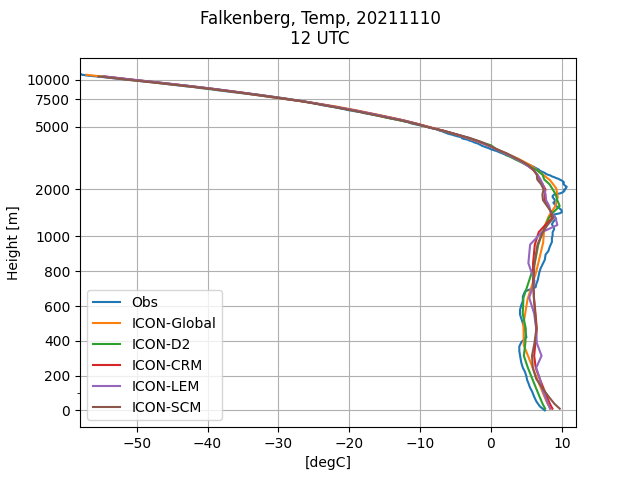 Falkenberg, Temp, 20211110
12 UTC
10000
7500
5000
2000
1000
800
600
400
200
0
Height [m]
Obs
ICON-Global
ICON-D2
ICON-CRM
ICON-LEM
ICON-SCM
−50 −40 −30 −20 −10 0 10
[degC]